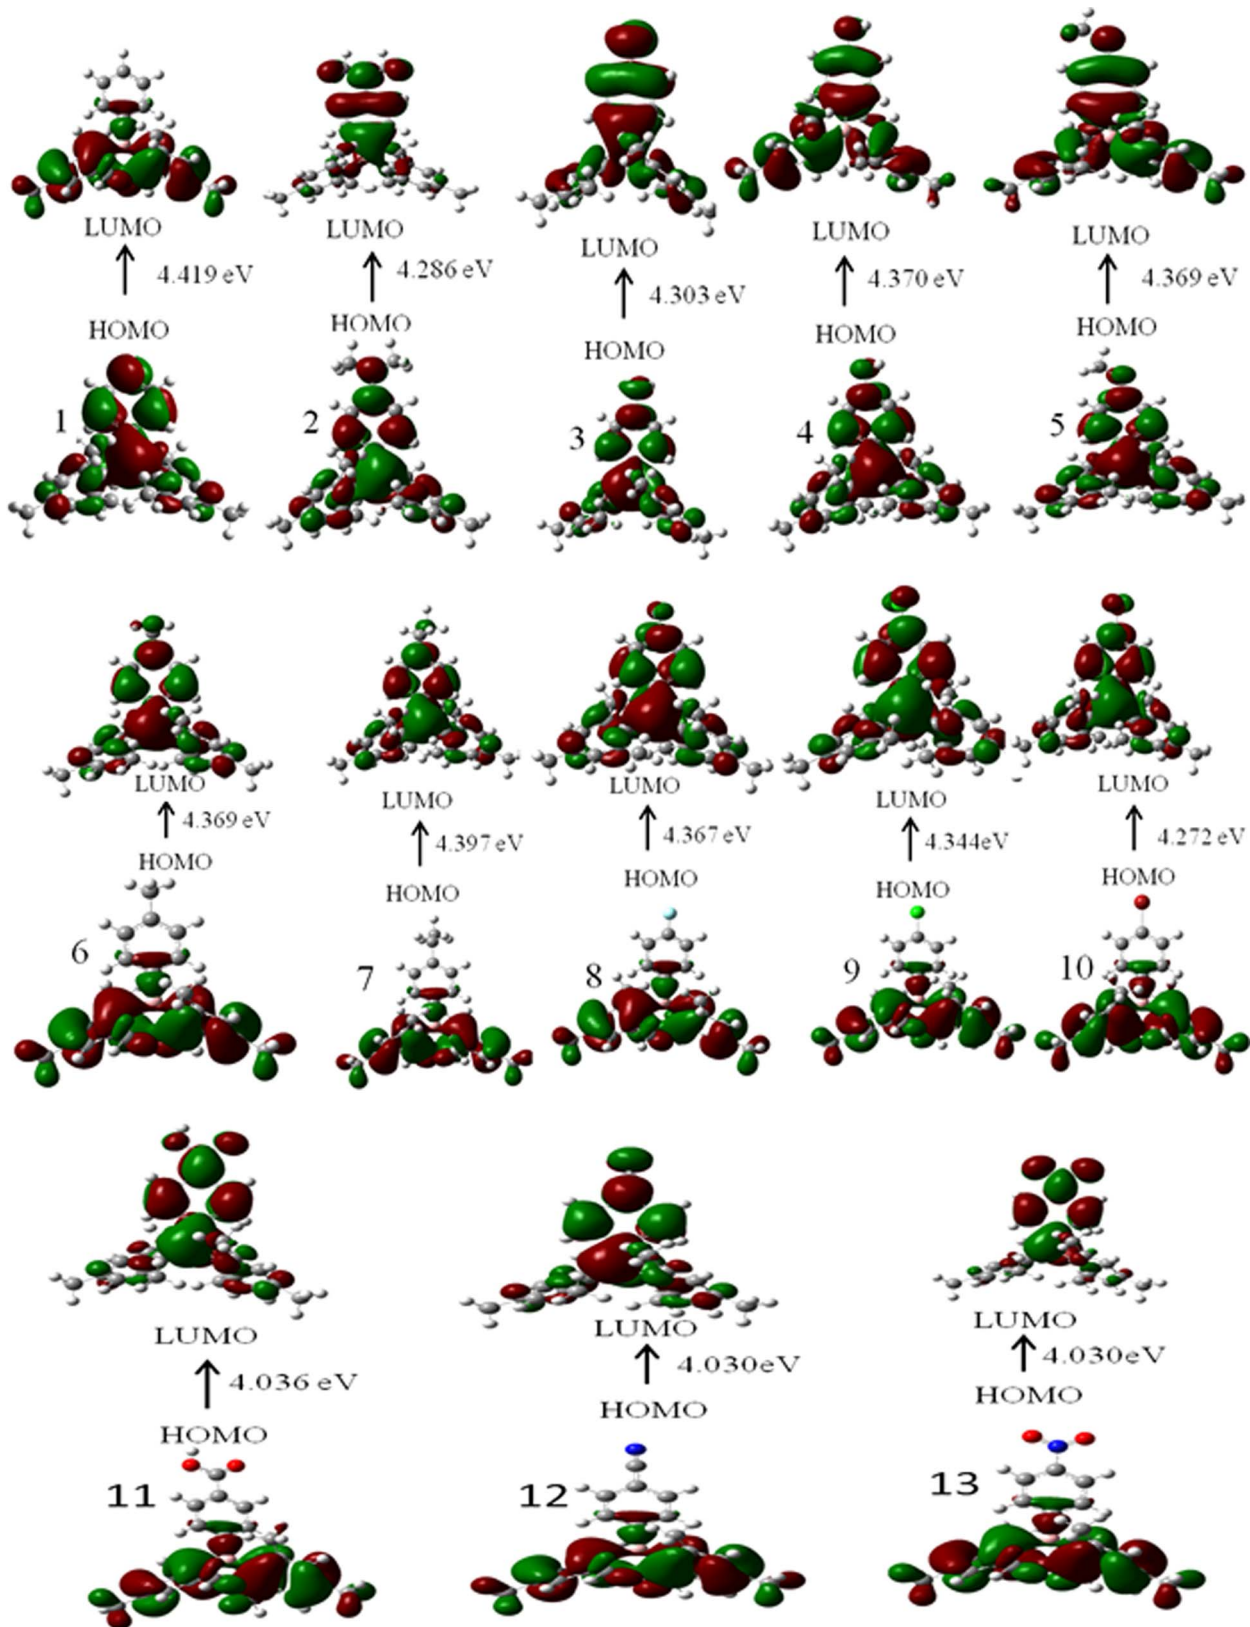 LUMO
4.419 eV
HOMO
1
LUMO
4.286 eV
HOMO
2
LUMO
4.303 eV
HOMO
3
LUMO
4.370 eV
HOMO
4
LUMO
4.369 eV
HOMO
5
LUMO
4.369 eV
HOMO
6
LUMO
4.397 eV
HOMO
7
LUMO
4.367 eV
HOMO
8
LUMO
4.344eV
HOMO
9
LUMO
4.272 eV
HOMO
10
LUMO
4.036 eV
HOMO
11
LUMO
4.030eV
HOMO
12
LUMO
4.030eV
HOMO
13